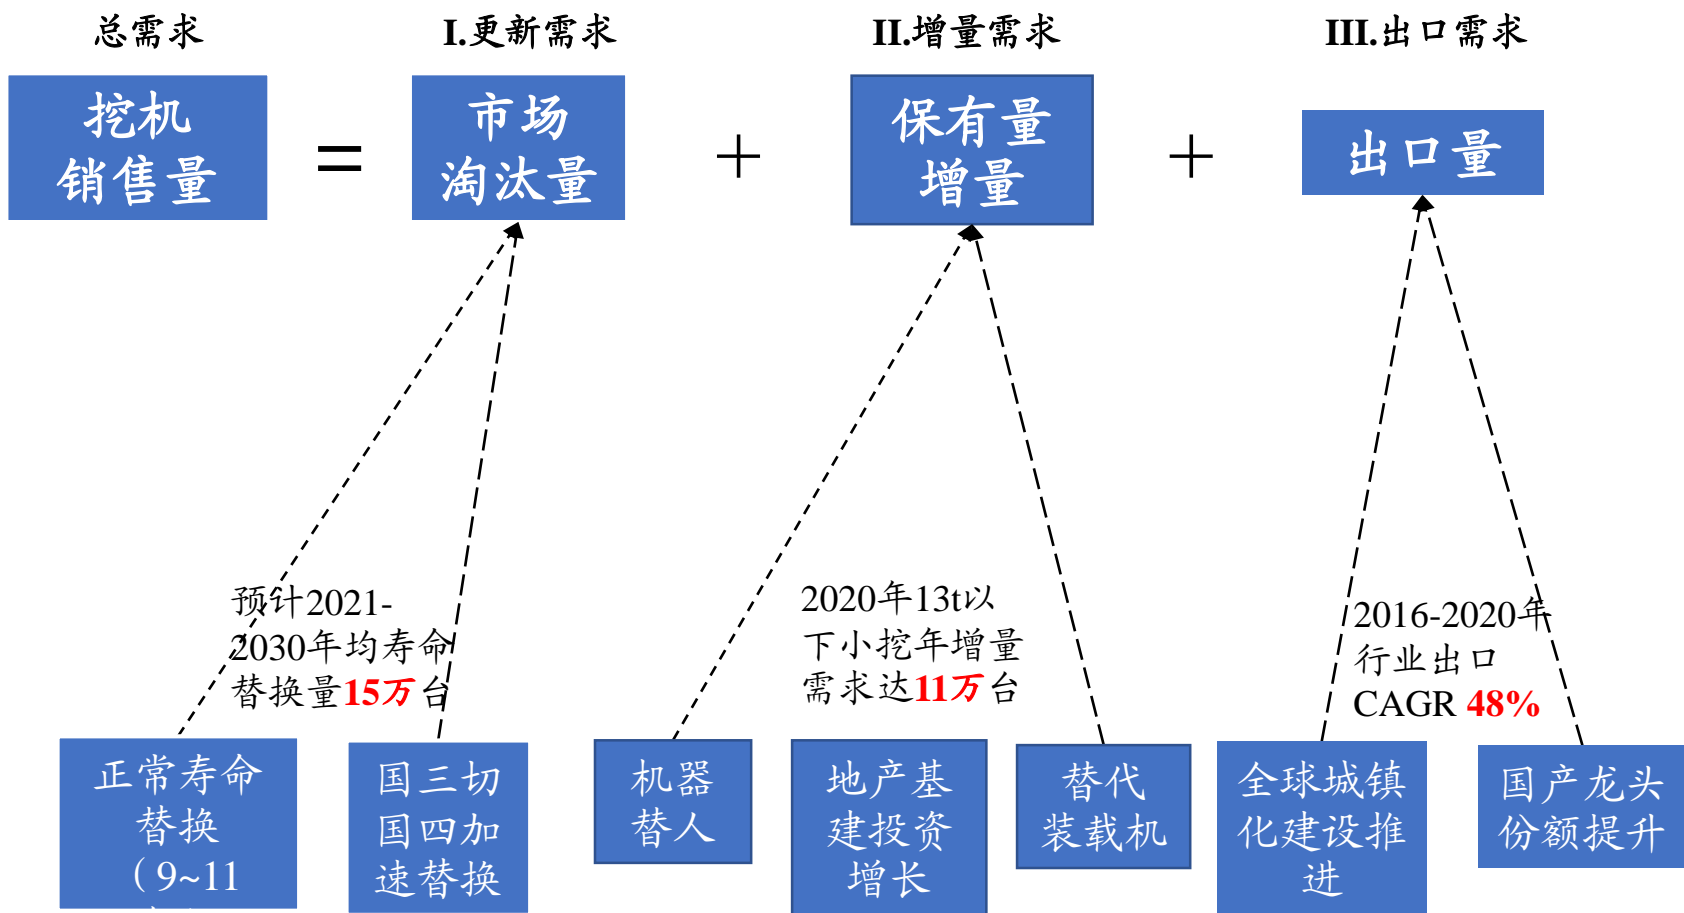 总需求
I.更新需求
II.增量需求
III.出口需求
挖机
销售量
=
市场
淘汰量
+
保有量
增量
+
出口量
预计2021-
2030年均寿命
替换量15万台
2020年13t以
下小挖年增量
需求达11万台
2016-2020年
行业出口
CAGR 48%
正常寿命
替换
（9~11
国三切
国四加
速替换
机器
替人
地产基
建投资
增长
替代
装载机
全球城镇
化建设推
进
国产龙头
份额提升